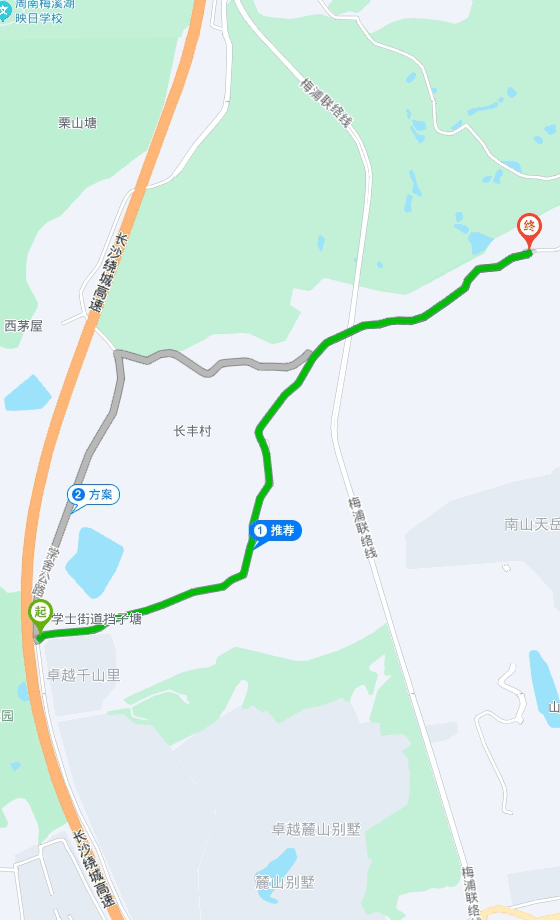 周南梅溪湖
映日学校
梅浦联络线
栗山塘
终
长沙绕城高速
西茅屋
长丰村
2 方案
梅浦联络线
南山天岳
1 推荐
学舍公路
起
学士街道挡子塘
卓越千山里
园
山
卓越麓山别墅
长沙绕城高速
麓山别墅
梅浦联络线